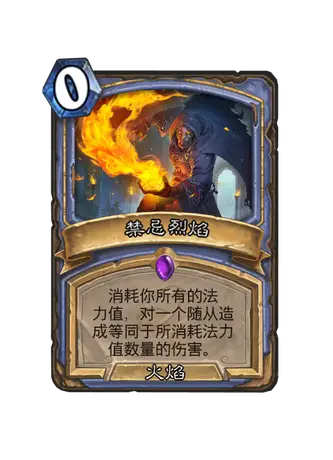 0
禁忌烈焰
消耗你所有的法
力值，对一个随从造
成等同于所消耗法力
值数量的伤害。
火焰